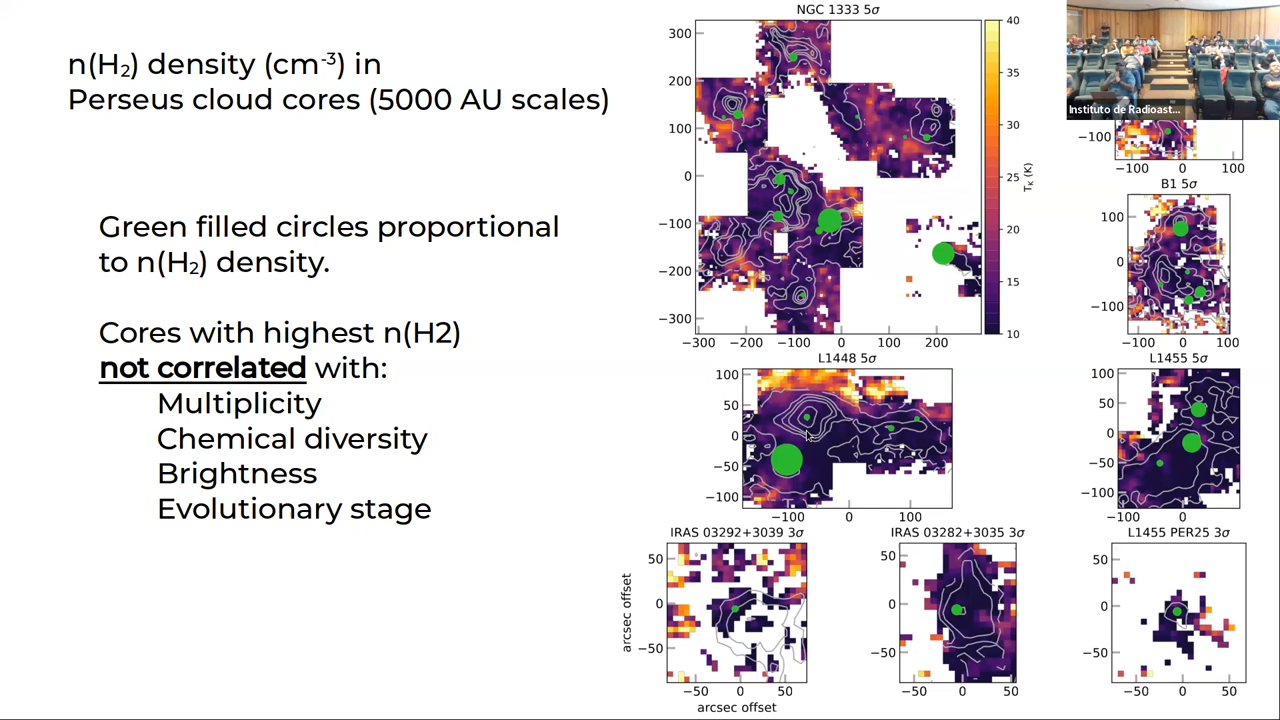 n(H₂) density (cm⁻³) in
Perseus cloud cores (5000 AU scales)
Green filled circles proportional
to n(H₂) density.
Cores with highest n(H2)
not correlated with:
Multiplicity
Chemical diversity
Brightness
Evolutionary stage
NGC 1333 5σ
300
200
100
0
−100
−200
−300
−300 −200 −100 0 100 200
40
35
30
25
20
15
10
T_K (K)
Instituto de Radioast...
−100
−100 0 100
B1 5σ
100
0
−100
−100 0 100
L1448 5σ
100
50
0
−50
−100
−100 0 100
L1455 5σ
100
50
0
−50
−100
−100 0 50
IRAS 03292+3039 3σ
50
0
−50
−50 0 50
arcsec offset
arcsec offset
IRAS 03282+3035 3σ
50
0
−50
−50 0 50
L1455 PER25 3σ
50
0
−50
−50 0 50